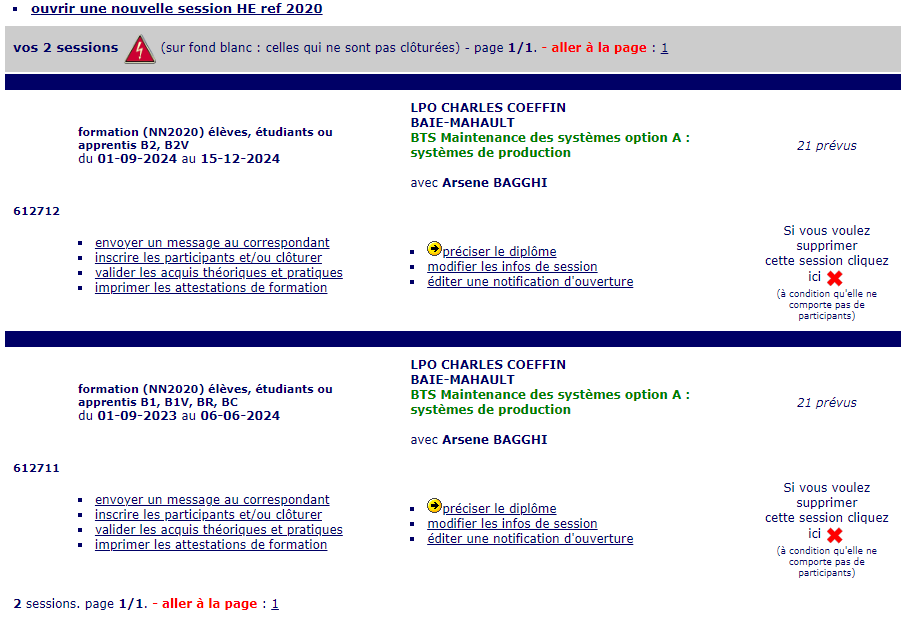 ouvrir une nouvelle session HE ref 2020
vos 2 sessions (sur fond blanc : celles qui ne sont pas clôturées) - page 1/1. - aller à la page : 1
LPO CHARLES COEFFIN
BAIE-MAHAULT
formation (NN2020) élèves, étudiants ou
apprentis B2, B2V
du 01-09-2024 au 15-12-2024
BTS Maintenance des systèmes option A :
systèmes de production
21 prévus
avec Arsene BAGGHI
612712
envoyer un message au correspondant
inscrire les participants et/ou clôturer
valider les acquis théoriques et pratiques
imprimer les attestations de formation
préciser le diplôme
modifier les infos de session
éditer une notification d'ouverture
Si vous voulez
supprimer
cette session cliquez
ici
(à condition qu'elle ne
comporte pas de
participants)
LPO CHARLES COEFFIN
BAIE-MAHAULT
formation (NN2020) élèves, étudiants ou
apprentis B1, B1V, BR, BC
du 01-09-2023 au 06-06-2024
BTS Maintenance des systèmes option A :
systèmes de production
21 prévus
avec Arsene BAGGHI
612711
envoyer un message au correspondant
inscrire les participants et/ou clôturer
valider les acquis théoriques et pratiques
imprimer les attestations de formation
préciser le diplôme
modifier les infos de session
éditer une notification d'ouverture
Si vous voulez
supprimer
cette session cliquez
ici
(à condition qu'elle ne
comporte pas de
participants)
2 sessions. page 1/1. - aller à la page : 1